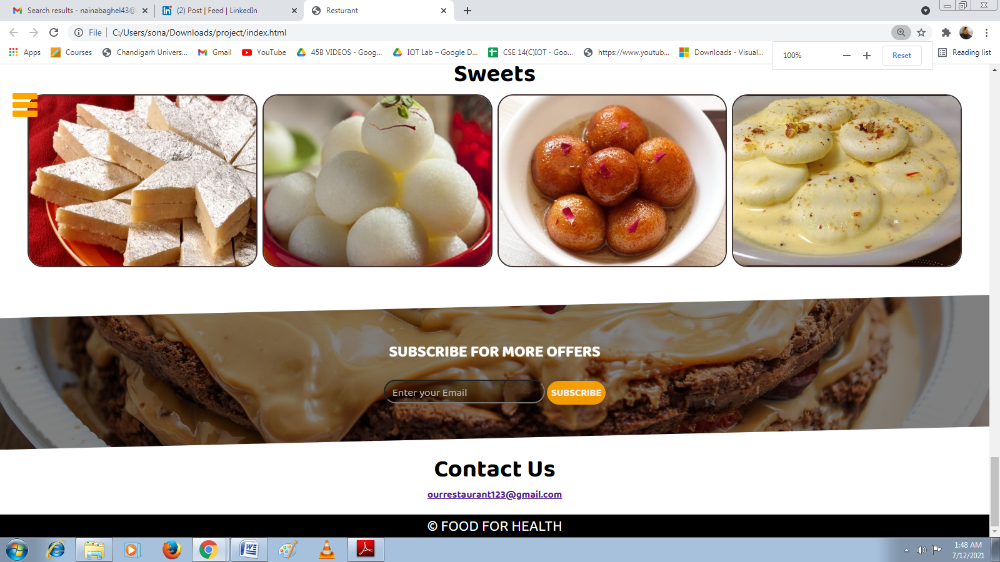 Search results - nainabaghel43@
(2) Post | Feed | LinkedIn
Resturant
File
C:/Users/sona/Downloads/project/index.html
Apps
Courses
Chandigarh Univers...
Gmail
YouTube
45B VIDEOS - Goog...
IOT Lab – Google D...
CSE 14(C)IOT - Goo...
https://www.youtub...
Downloads - Visual...
100%
Reset
Reading list
Sweets
SUBSCRIBE FOR MORE OFFERS
Enter your Email
SUBSCRIBE
Contact Us
ourrestaurant123@gmail.com
© FOOD FOR HEALTH
1:48 AM
7/12/2021